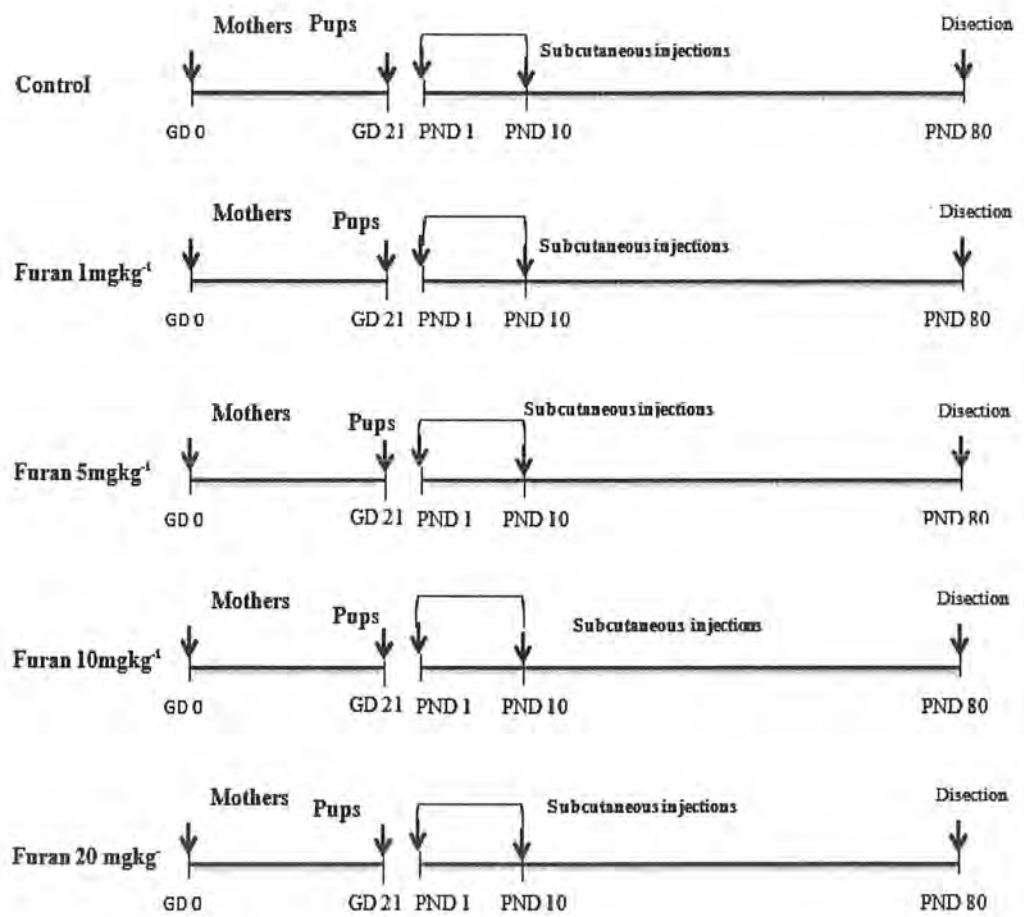 Mothers Pups Disection
Subcutaneous injections
Control
GD 0 GD 21 PND 1 PND 10 PND 80
Mothers Pups Disection
Subcutaneous injections
Furan 1mgkg⁻¹
GD 0 GD 21 PND 1 PND 10 PND 80
Mothers Pups Subcutaneous injections Disection
Furan 5mgkg⁻¹
GD 0 GD 21 PND 1 PND 10 PND 80
Mothers Pups Disection
Subcutaneous injections
Furan 10mgkg⁻¹
GD 0 GD 21 PND 1 PND 10 PND 80
Mothers Pups Subcutaneous injections Disection
Furan 20 mgkg⁻
GD 0 GD 21 PND 1 PND 10 PND 80